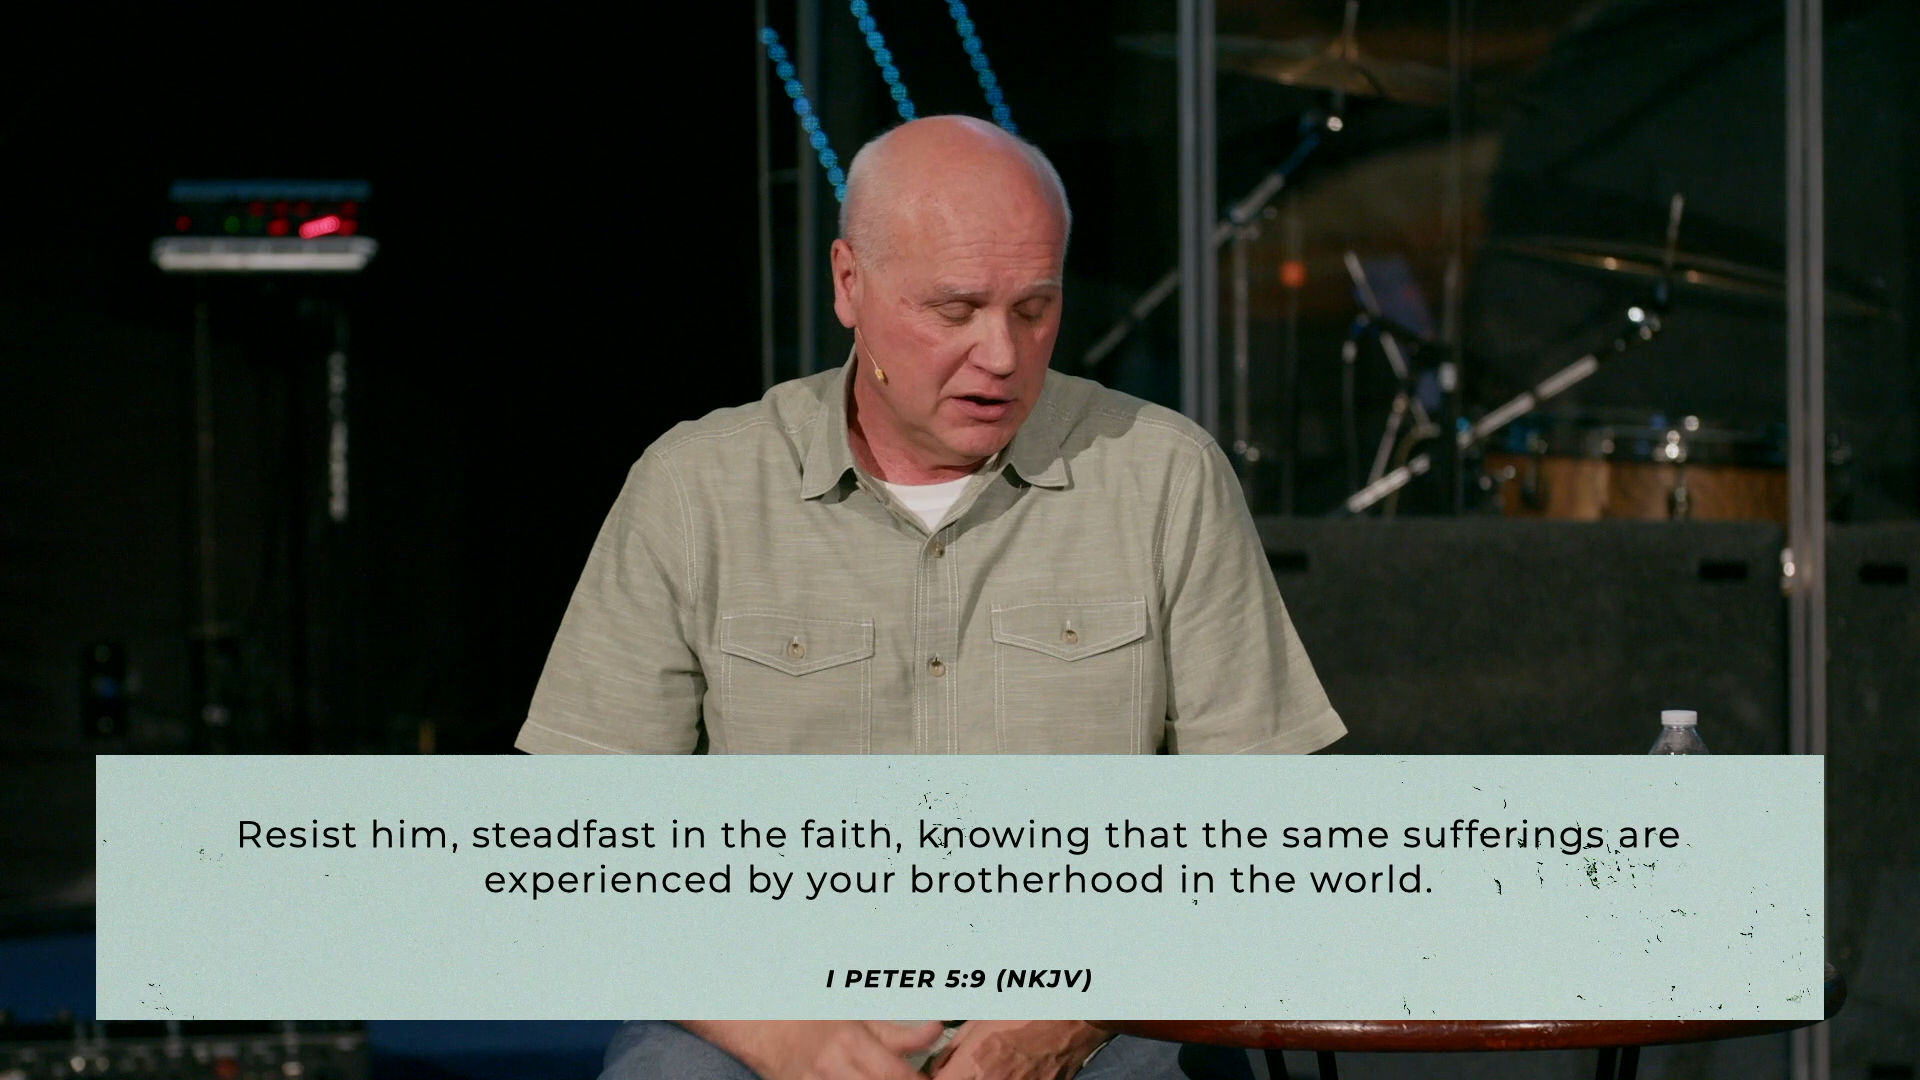 Resist him, steadfast in the faith, knowing that the same sufferings are
experienced by your brotherhood in the world.
I PETER 5:9 (NKJV)